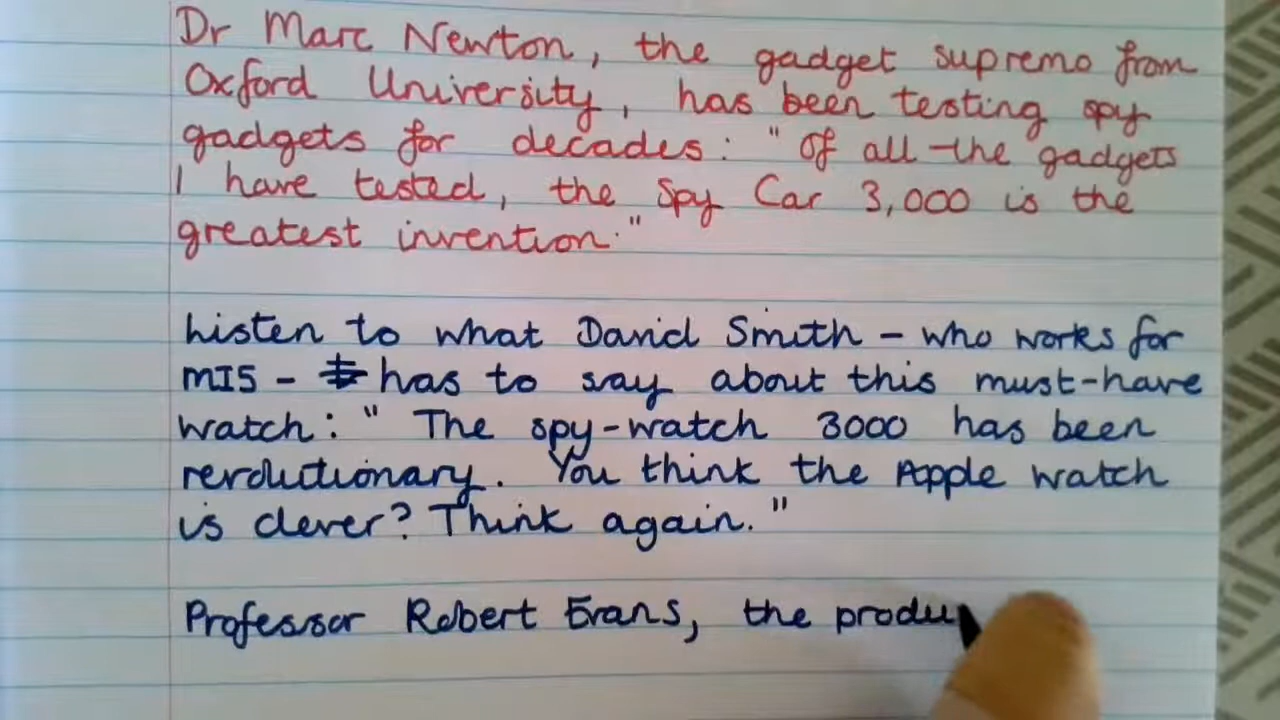 Dr Marc Newton, the gadget supremo from
Oxford University, has been testing spy
gadgets for decades: "Of all the gadgets
I have tested, the Spy Car 3,000 is the
greatest invention."
Listen to what David Smith - who works for
MI5 - has to say about this must-have
watch: "The spy-watch 3000 has been
revolutionary. You think the Apple watch
is clever? Think again."
Professor Robert Evans, the produ